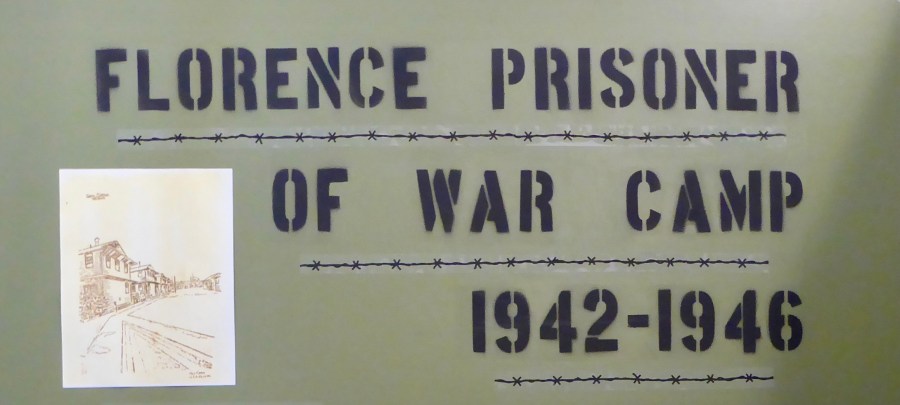 FLORENCE PRISONER
OF WAR CAMP
1942-1946